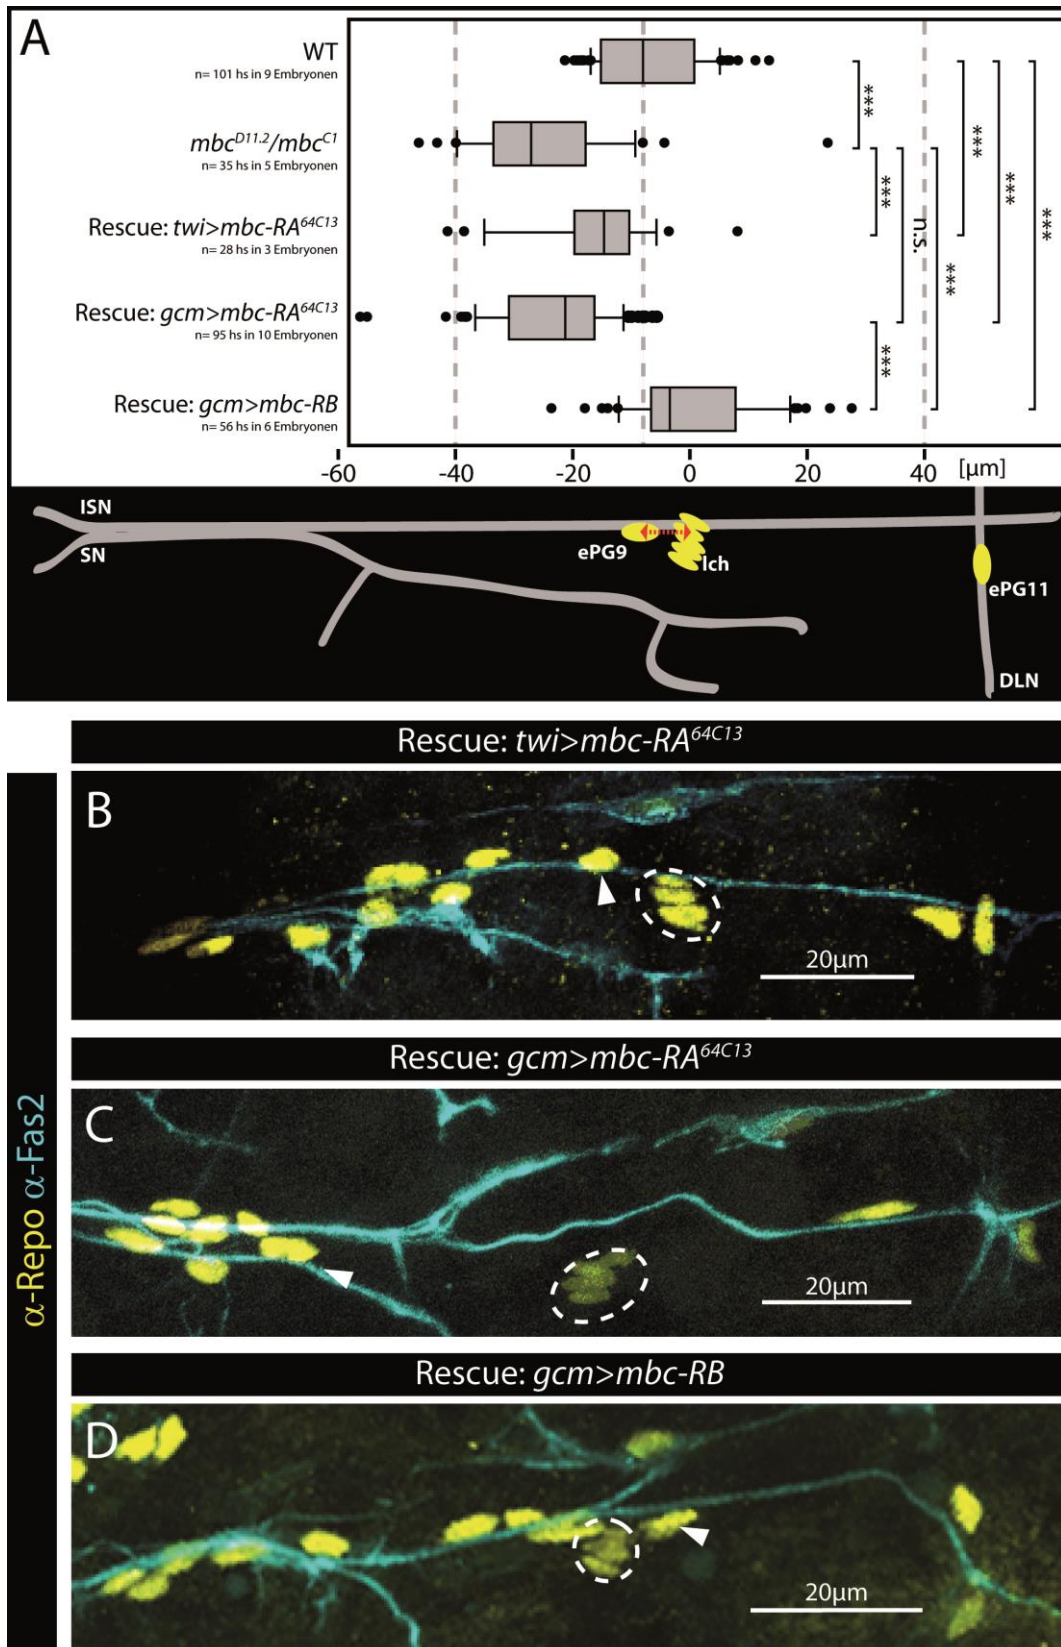 A
WT
n= 101 hs in 9 Embryonen
mbcD11.2/mbcC1
n= 35 hs in 5 Embryonen
Rescue: twi>mbc-RA64C13
n= 28 hs in 3 Embryonen
Rescue: gcm>mbc-RA64C13
n= 95 hs in 10 Embryonen
Rescue: gcm>mbc-RB
n= 56 hs in 6 Embryonen
***
***
***
***
n.s.
***
***
***
-60 -40 -20 0 20 40 [μm]
ISN
SN
ePG9
lch
ePG11
DLN
Rescue: twi>mbc-RA64C13
B
20μm
Rescue: gcm>mbc-RA64C13
C
20μm
Rescue: gcm>mbc-RB
D
20μm
α-Repo α-Fas2